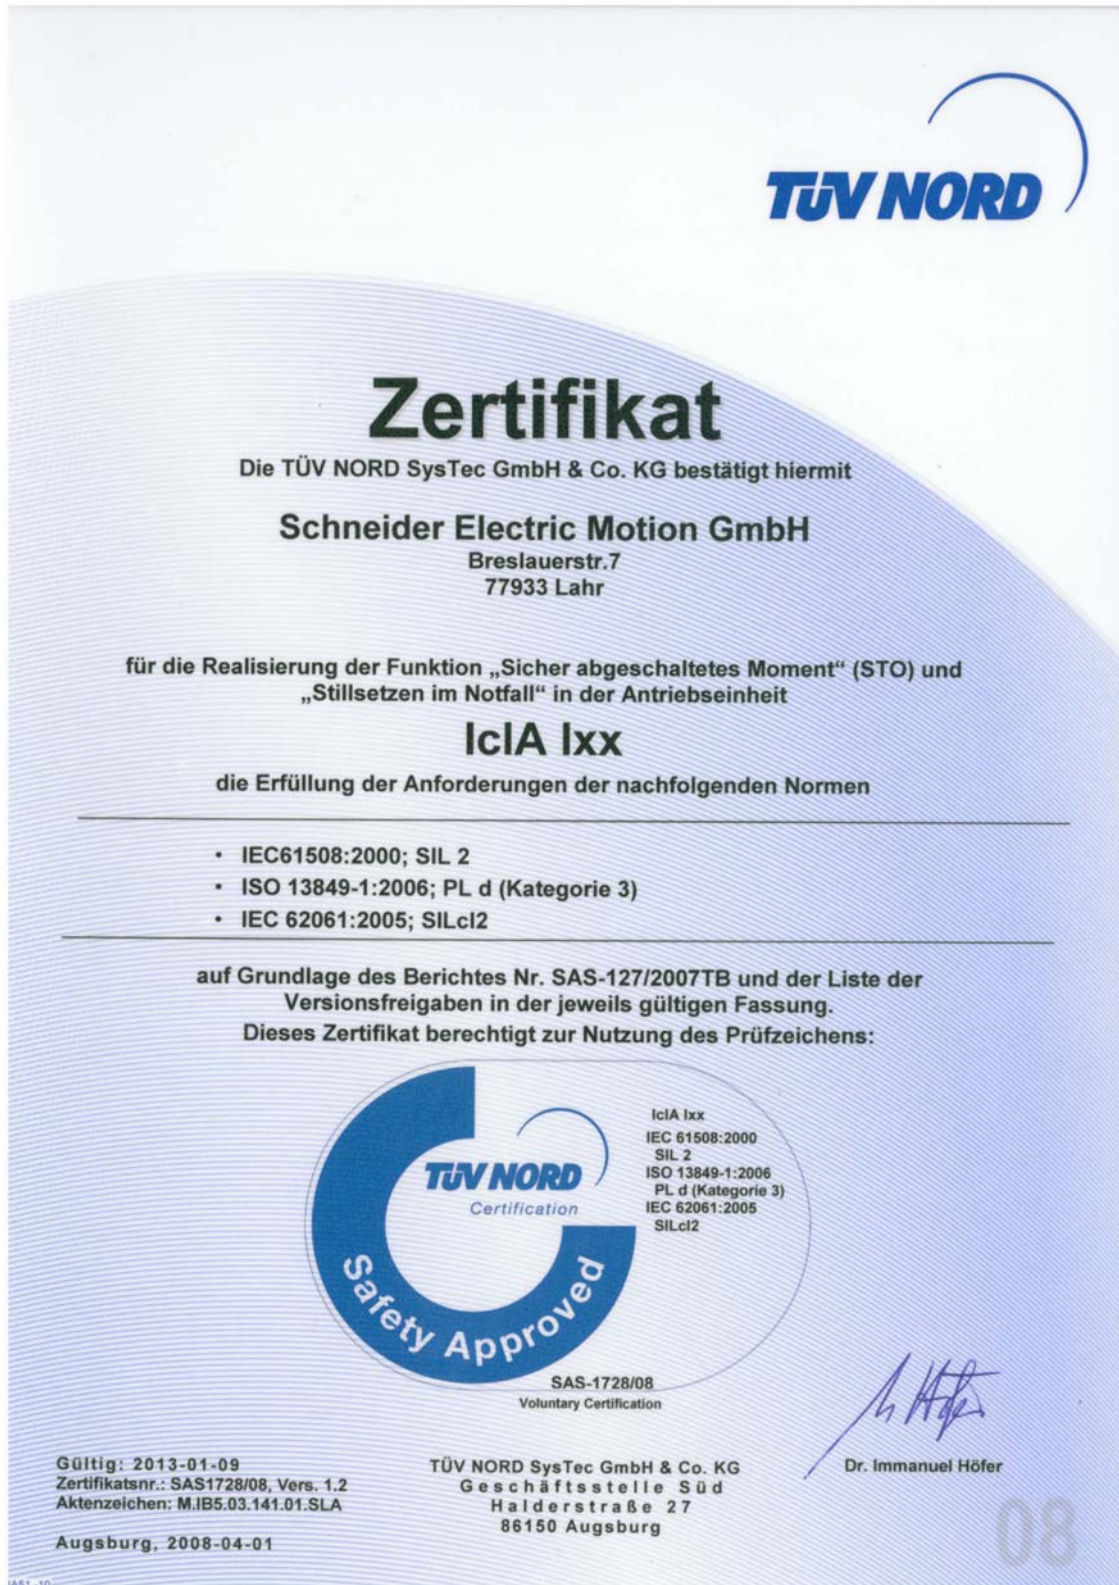 TÜV NORD
Zertifikat
Die TÜV NORD SysTec GmbH & Co. KG bestätigt hiermit
Schneider Electric Motion GmbH
Breslauerstr.7
77933 Lahr
für die Realisierung der Funktion „Sicher abgeschaltetes Moment“ (STO) und
„Stillsetzen im Notfall“ in der Antriebseinheit
IclA Ixx
die Erfüllung der Anforderungen der nachfolgenden Normen
• IEC61508:2000; SIL 2
• ISO 13849-1:2006; PL d (Kategorie 3)
• IEC 62061:2005; SILcl2
auf Grundlage des Berichtes Nr. SAS-127/2007TB und der Liste der
Versionsfreigaben in der jeweils gültigen Fassung.
Dieses Zertifikat berechtigt zur Nutzung des Prüfzeichens:
TÜV NORD
Certification
Safety Approved
IclA Ixx
IEC 61508:2000
SIL 2
ISO 13849-1:2006
PL d (Kategorie 3)
IEC 62061:2005
SILcl2
SAS-1728/08
Voluntary Certification
Gültig: 2013-01-09
Zertifikatsnr.: SAS1728/08, Vers. 1.2
Aktenzeichen: M.IB5.03.141.01.SLA
Augsburg, 2008-04-01
TÜV NORD SysTec GmbH & Co. KG
Geschäftsstelle Süd
Halderstraße 27
86150 Augsburg
Dr. Immanuel Höfer
08